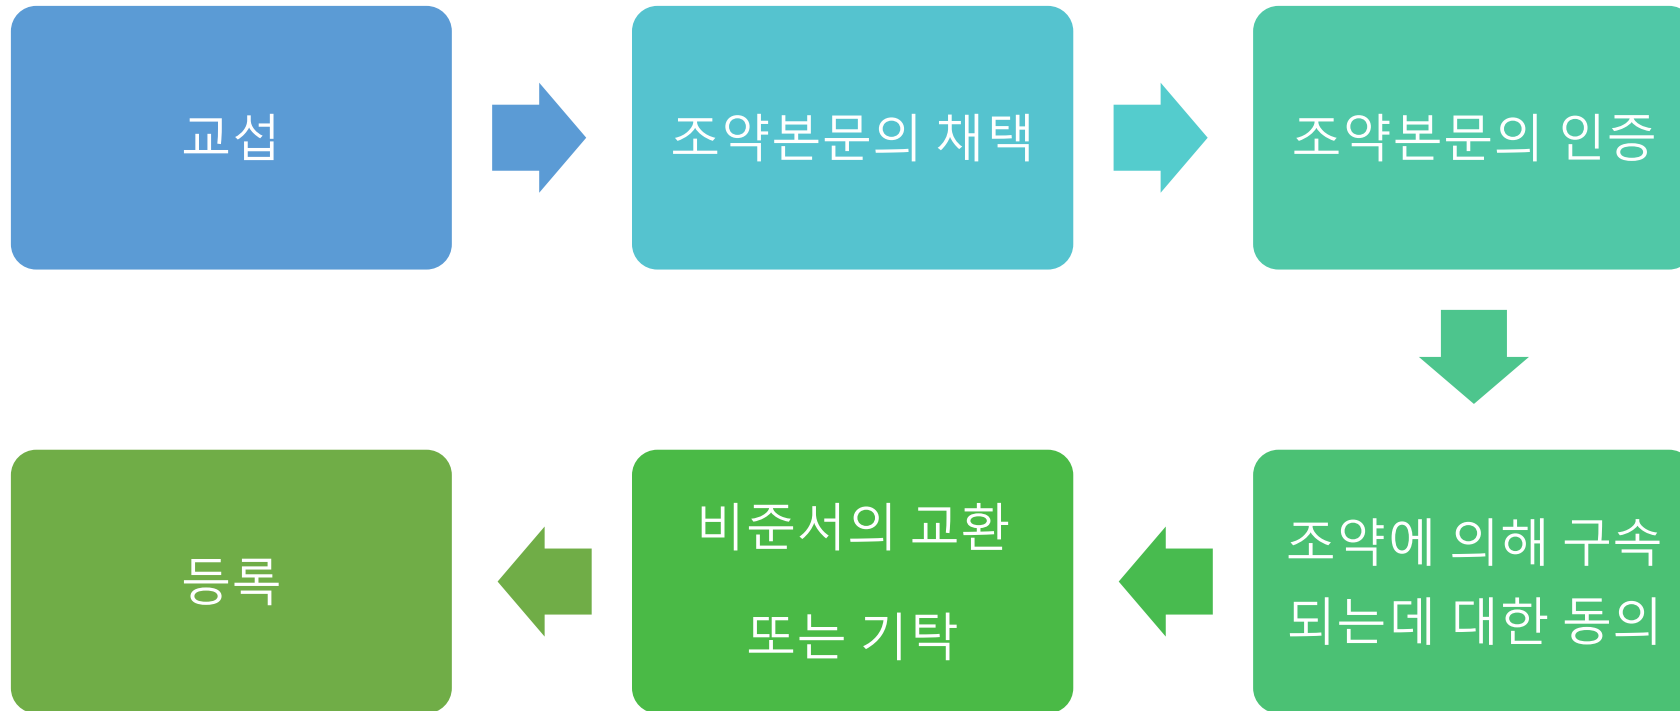 교섭
조약본문의 채택
조약본문의 인증
조약에 의해 구속
되는데 대한 동의
비준서의 교환
또는 기탁
등록